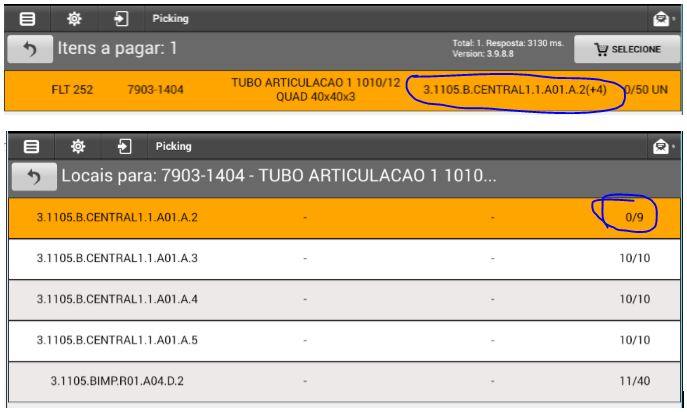 Picking
Itens a pagar: 1
Total: 1. Resposta: 3130 ms.
Version: 3.9.8.8
SELECIONE
FLT 252 7903-1404 TUBO ARTICULACAO 1 1010/12 QUAD 40x40x3 3.1105.B.CENTRAL1.1.A01.A.2(+4) 0/50 UN
Picking
Locais para: 7903-1404 - TUBO ARTICULACAO 1 1010...
3.1105.B.CENTRAL1.1.A01.A.2 - - 0/9
3.1105.B.CENTRAL1.1.A01.A.3 - - 10/10
3.1105.B.CENTRAL1.1.A01.A.4 - - 10/10
3.1105.B.CENTRAL1.1.A01.A.5 - - 10/10
3.1105.BIMP.R01.A04.D.2 - - 11/40